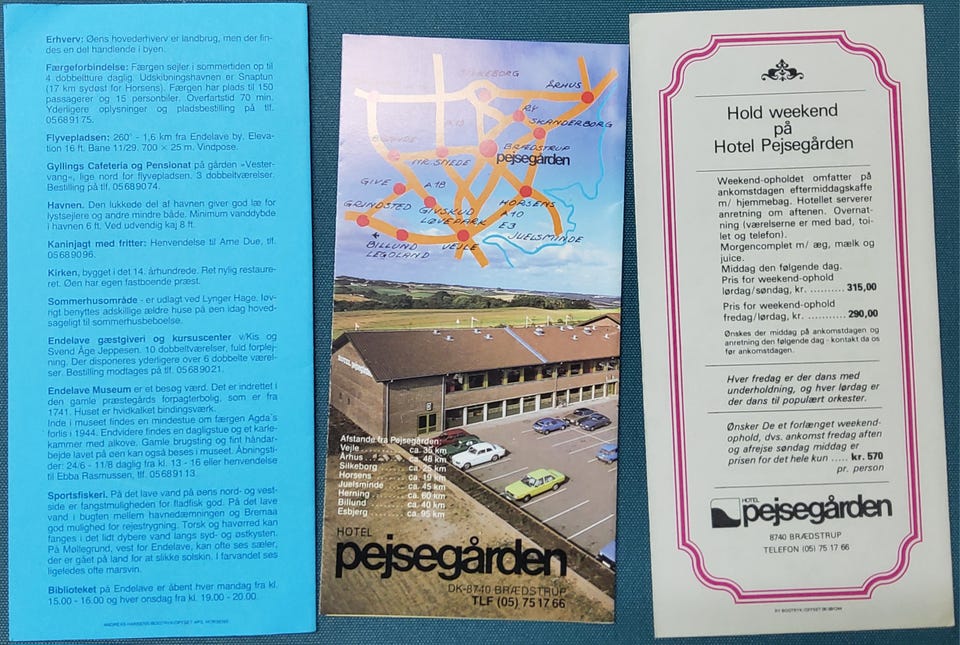 Erhverv: Øens hovederhverv er landbrug, men der fin-
des en del handlende i byen.
Færgeforbindelse: Færgen sejler i sommertiden op til
4 dobbeltture daglig. Udskibningshavnen er Snaptun
(17 km sydøst for Horsens). Færgen har plads til 150
passagerer og 15 personbiler. Overfartstid 70 min.
Yderligere oplysninger og pladsbestilling på tlf.
05689175.
Flyvepladsen: 260° - 1,6 km fra Endelave by. Eleva-
tion 16 ft. Bane 11/29. 700 × 25 m. Vindpose.
Gyllings Cafeteria og Pensionat på gården »Vester-
vang«, lige nord for flyvepladsen. 3 dobbeltværelser.
Bestilling på tlf. 05689074.
Havnen. Den lukkede del af havnen giver god læ for
lystsejlere og andre mindre både. Minimum vanddybde
i havnen 6 ft. Ved udvendig kaj 8 ft.
Kaninjagt med fritter: Henvendelse til Arne Due, tlf.
05689096.
Kirken, bygget i det 14. århundrede. Ret nylig restaure-
ret. Øen har egen fastboende præst.
Sommerhusområde - er udlagt ved Lynger Hage. Iøv-
rigt benyttes adskillige ældre huse på øen idag hoved-
sageligt til sommerhusbeboelse.
Endelave gæstgiveri og kursuscenter v/Kis og
Svend Åge Jeppesen. 10 dobbeltværelser, fuld forplej-
ning. Der disponeres yderligere over 6 dobbelte værel-
ser. Bestilling modtages på tlf. 05689021.
Endelave Museum er et besøg værd. Det er indrettet i
den gamle præstegårds forpagterbolig, som er fra
1741. Huset er hvidkalket bindingsværk.
Inde i museet findes en mindestue om færgen Agda's
forlis i 1944. Endvidere findes en dagligstue og et karle-
kammer med alkove. Gamle brugsting og fint håndar-
bejde lavet på øen kan også beses i museet. Åbningsti-
der: 24/6 - 11/8 daglig fra kl. 13 - 16 eller henvendelse
til Ebba Rasmussen, tlf. 05689113.
Sportsfiskeri. På det lave vand på øens nord- og vest-
side er fangstmuligheder for fladfisk god. På det lave
vand i bugten mellem havnedæmningen og Bremaa
god mulighed for rejestrygning. Torsk og havørred kan
fanges i det lidt dybere vand langs syd- og østkysten.
På Møllegrund, vest for Endelave, kan ofte ses sæler,
der er gået på land for at slikke solskin. I farvandet ses
ligeledes ofte marsvin.
Biblioteket på Endelave er åbent hver mandag fra kl.
15.00 - 16.00 og hver onsdag fra kl. 19.00 - 20.00.
ANDREAS HANSENS BOGTRYK/OFFSET APS, HORSENS
SILKEBORG
ÅRHUS
RY
SKANDERBORG
A13
BRÆDSTRUP
pejsegården
NR. SNEDE
GIVE
A18
GRINDSTED
GIVSKUD
LØVEPARK
HORSENS
A10
E3
JUELSMINDE
BILLUND
LEGOLAND
VEJLE
Afstande fra Pejsegården:
Vejle ca. 35 km
Århus ca. 48 km
Silkeborg ca. 25 km
Horsens ca. 19 km
Juelsminde ca. 45 km
Herning ca. 60 km
Billund ca. 40 km
Esbjerg ca. 95 km
HOTEL
pejsegården
DK-8740 BRÆDSTRUP
TLF (05) 75 17 66
Hold weekend
på
Hotel Pejsegården
Weekend-opholdet omfatter på
ankomstdagen eftermiddagskaffe
m/ hjemmebag. Hotellet serverer
anretning om aftenen. Overnat-
ning (værelserne er med bad, toi-
let og telefon).
Morgencomplet m/ æg, mælk og
juice.
Middag den følgende dag.
Pris for weekend-ophold
lørdag/søndag, kr. .......... 315,00
Pris for weekend-ophold
fredag/lørdag, kr. .......... 290,00
Ønskes der middag på ankomstdagen og
anretning den følgende dag - kontakt da os
før ankomstdagen.
Hver fredag er der dans med
underholdning, og hver lørdag er
der dans til populært orkester.
Ønsker De et forlænget weekend-
ophold, dvs. ankomst fredag aften
og afrejse søndag middag er
prisen for det hele kun ..... kr. 570
pr. person
HOTEL
pejsegården
8740 BRÆDSTRUP
TELEFON (05) 75 17 66